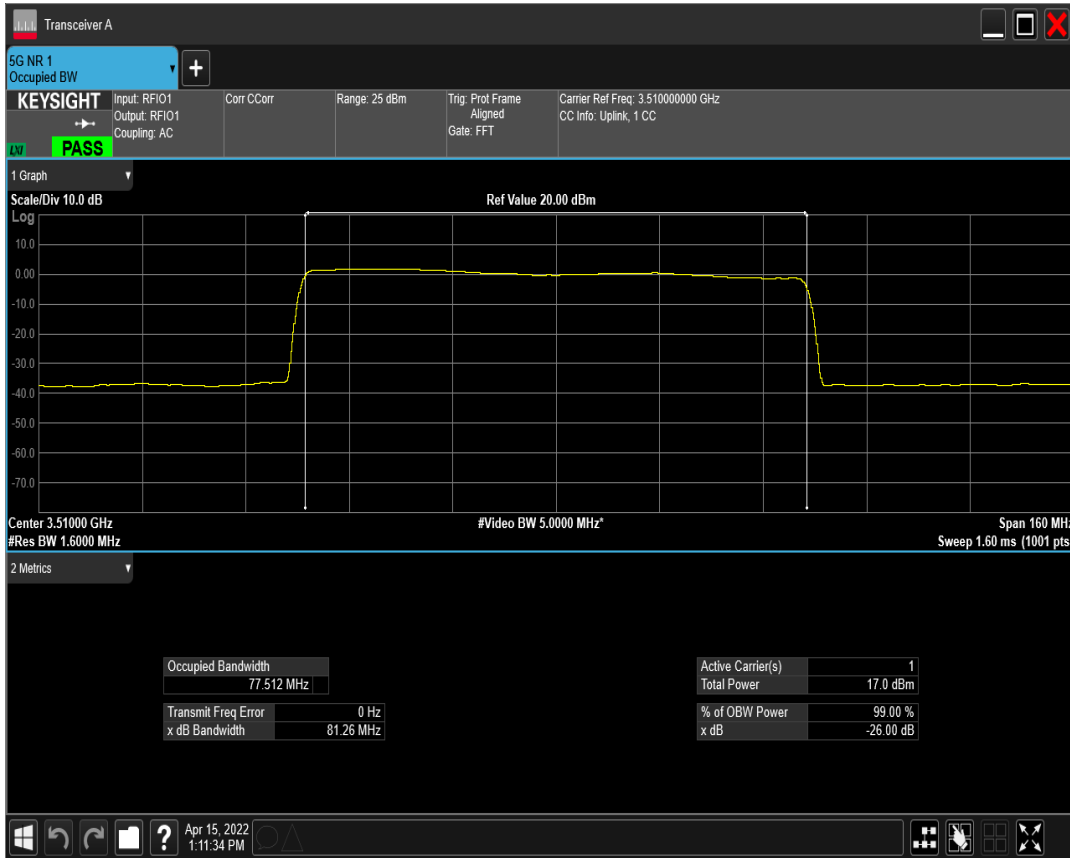 Transceiver A
5G NR 1
Occupied BW
KEYSIGHT
LXI
PASS
Input: RFIO1
Output: RFIO1
Coupling: AC
Corr CCorr
Range: 25 dBm
Trig: Prot Frame
Aligned
Gate: FFT
Carrier Ref Freq: 3.510000000 GHz
CC Info: Uplink, 1 CC
1 Graph
Scale/Div 10.0 dB
Ref Value 20.00 dBm
Log
10.0
0.00
-10.0
-20.0
-30.0
-40.0
-50.0
-60.0
-70.0
Center 3.51000 GHz
#Video BW 5.0000 MHz*
Span 160 MHz
#Res BW 1.6000 MHz
Sweep 1.60 ms (1001 pts
2 Metrics
Occupied Bandwidth
77.512 MHz
Transmit Freq Error 0 Hz
x dB Bandwidth 81.26 MHz
Active Carrier(s) 1
Total Power 17.0 dBm
% of OBW Power 99.00 %
x dB -26.00 dB
?
Apr 15, 2022
1:11:34 PM